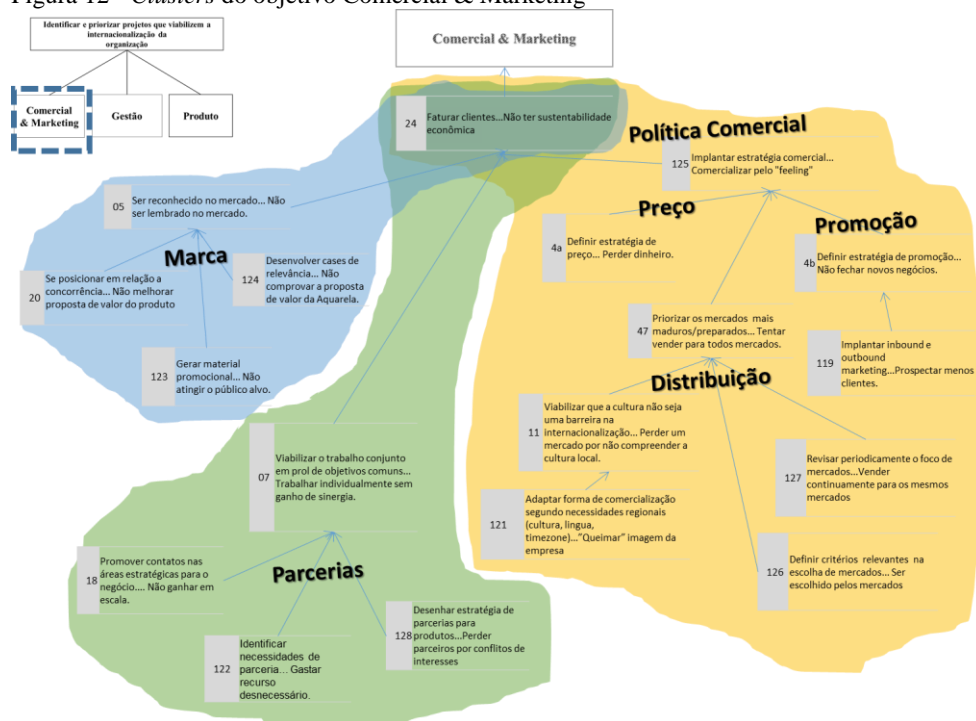 Figura 12 - Clusters do objetivo Comercial & Marketing
Identificar e priorizar projetos que viabilizem a
internacionalização da
organização
Comercial
& Marketing
Gestão
Produto
Comercial & Marketing
24
Faturar clientes...Não ter sustentabilidade
econômica
Política Comercial
125
Implantar estratégia comercial...
Comercializar pelo "feeling"
05
Ser reconhecido no mercado... Não
ser lembrado no mercado.
Marca
20
Se posicionar em relação a
concorrência... Não melhorar
proposta de valor do produto
124
Desenvolver cases de
relevância... Não
comprovar a proposta
de valor da Aquarela.
123
Gerar material
promocional... Não
atingir o público alvo.
Preço
4a
Definir estratégia de
preço... Perder dinheiro.
Promoção
4b
Definir estratégia de promoção...
Não fechar novos negócios.
47
Priorizar os mercados mais
maduros/preparados... Tentar
vender para todos mercados.
119
Implantar inbound e
outbound
marketing...Prospectar menos
clientes.
Distribuição
11
Viabilizar que a cultura não seja
uma barreira na
internacionalização... Perder um
mercado por não compreender a
cultura local.
121
Adaptar forma de comercialização
segundo necessidades regionais
(cultura, lingua,
timezone)..."Queimar" imagem da
empresa
127
Revisar periodicamente o foco de
mercados...Vender
continuamente para os mesmos
mercados
126
Definir critérios relevantes na
escolha de mercados... Ser
escolhido pelos mercados
07
Viabilizar o trabalho conjunto
em prol de objetivos comuns...
Trabalhar individualmente sem
ganho de sinergia.
Parcerias
18
Promover contatos nas
áreas estratégicas para o
negócio.... Não ganhar em
escala.
122
Identificar
necessidades de
parceria... Gastar
recurso
desnecessário.
128
Desenhar estratégia de
parcerias para
produtos...Perder
parceiros por conflitos de
interesses